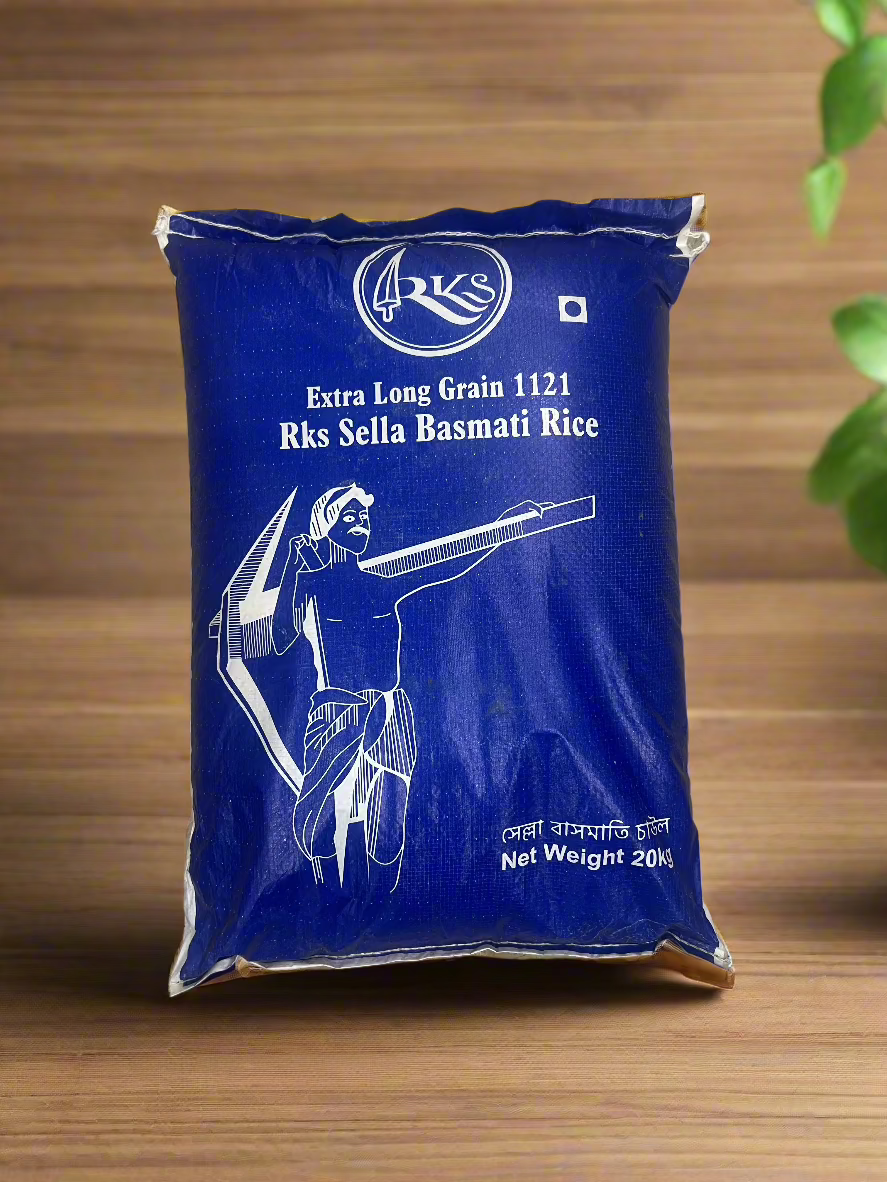 RKS
Extra Long Grain 1121
Rks Sella Basmati Rice
সেল্লা বাসমাতি চাউল
Net Weight 20kg